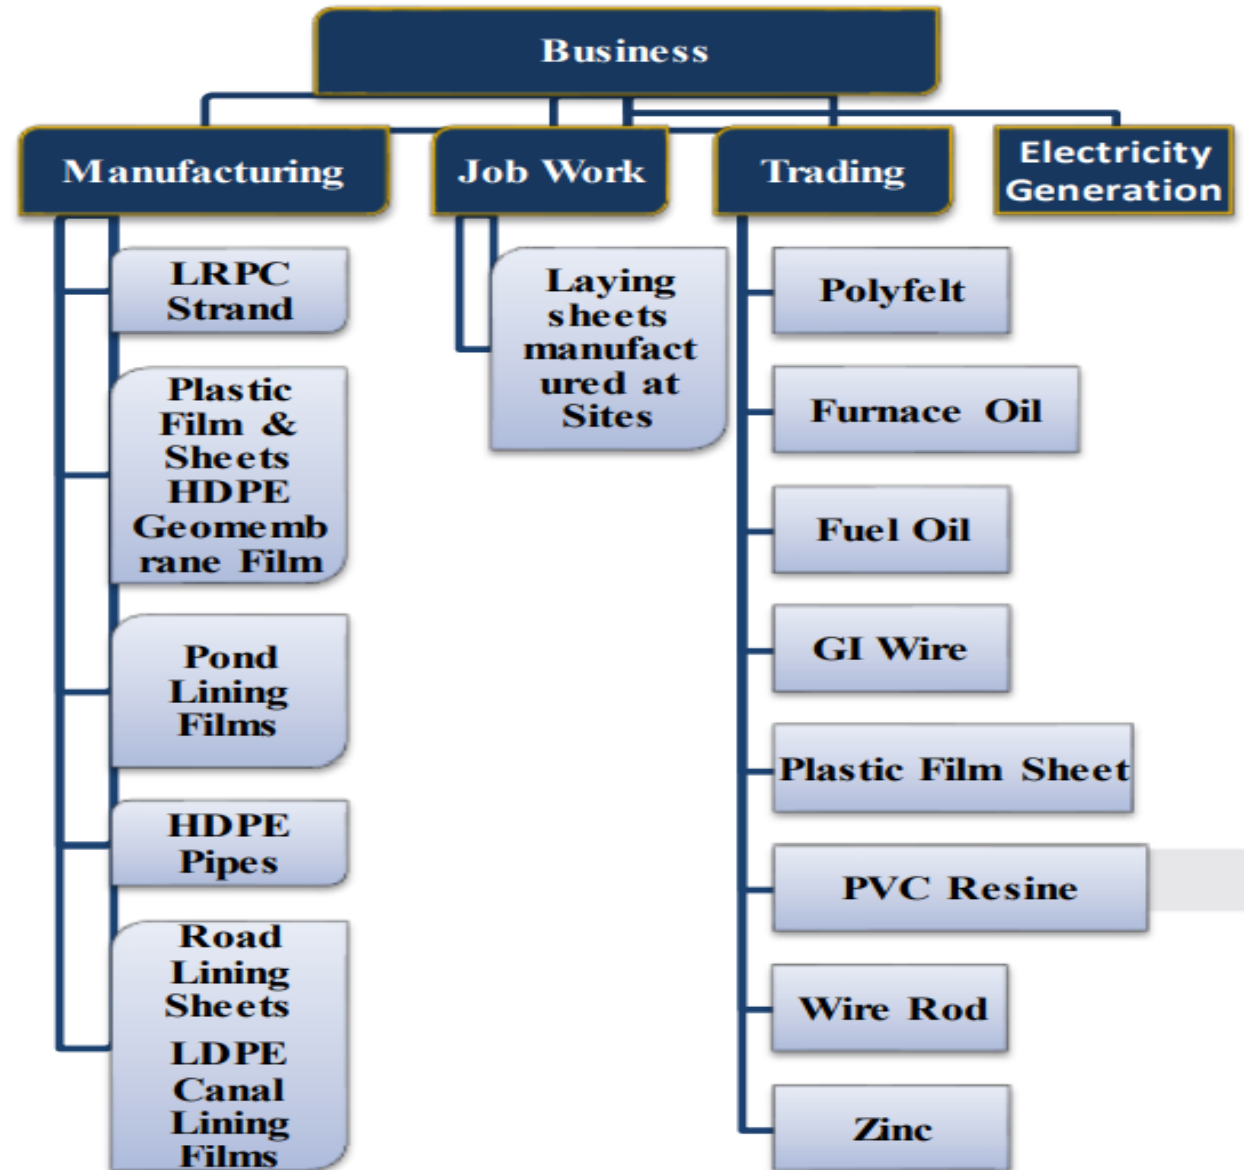 Business
Manufacturing
Job Work
Trading
Electricity
Generation
LRPC
Strand
Plastic
Film &
Sheets
HDPE
Geomemb
rane Film
Pond
Lining
Films
HDPE
Pipes
Road
Lining
Sheets
LDPE
Canal
Lining
Films
Laying
sheets
manufact
ured at
Sites
Polyfelt
Furnace Oil
Fuel Oil
GI Wire
Plastic Film Sheet
PVC Resine
Wire Rod
Zinc